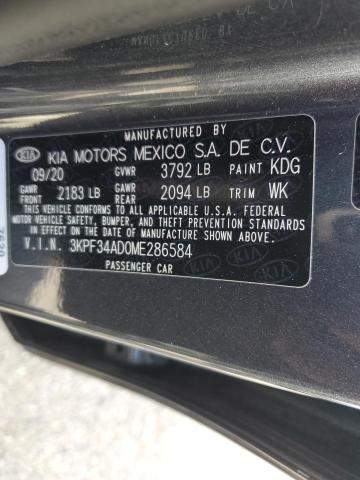 MANUFACTURED BY
KIA KIA MOTORS MEXICO S.A. DE C.V.
09/20 GVWR 3792 LB PAINT KDG
GAWR FRONT 2183 LB GAWR REAR 2094 LB TRIM WK
THIS VEHICLE CONFORMS TO ALL APPLICABLE U.S.A. FEDERAL
MOTOR VEHICLE SAFETY, BUMPER, AND THEFT PREVENTION STANDARDS
IN EFFECT ON THE DATE OF MANUFACTURE SHOWN ABOVE.
V.I.N. 3KPF34AD0ME286584
PASSENGER CAR